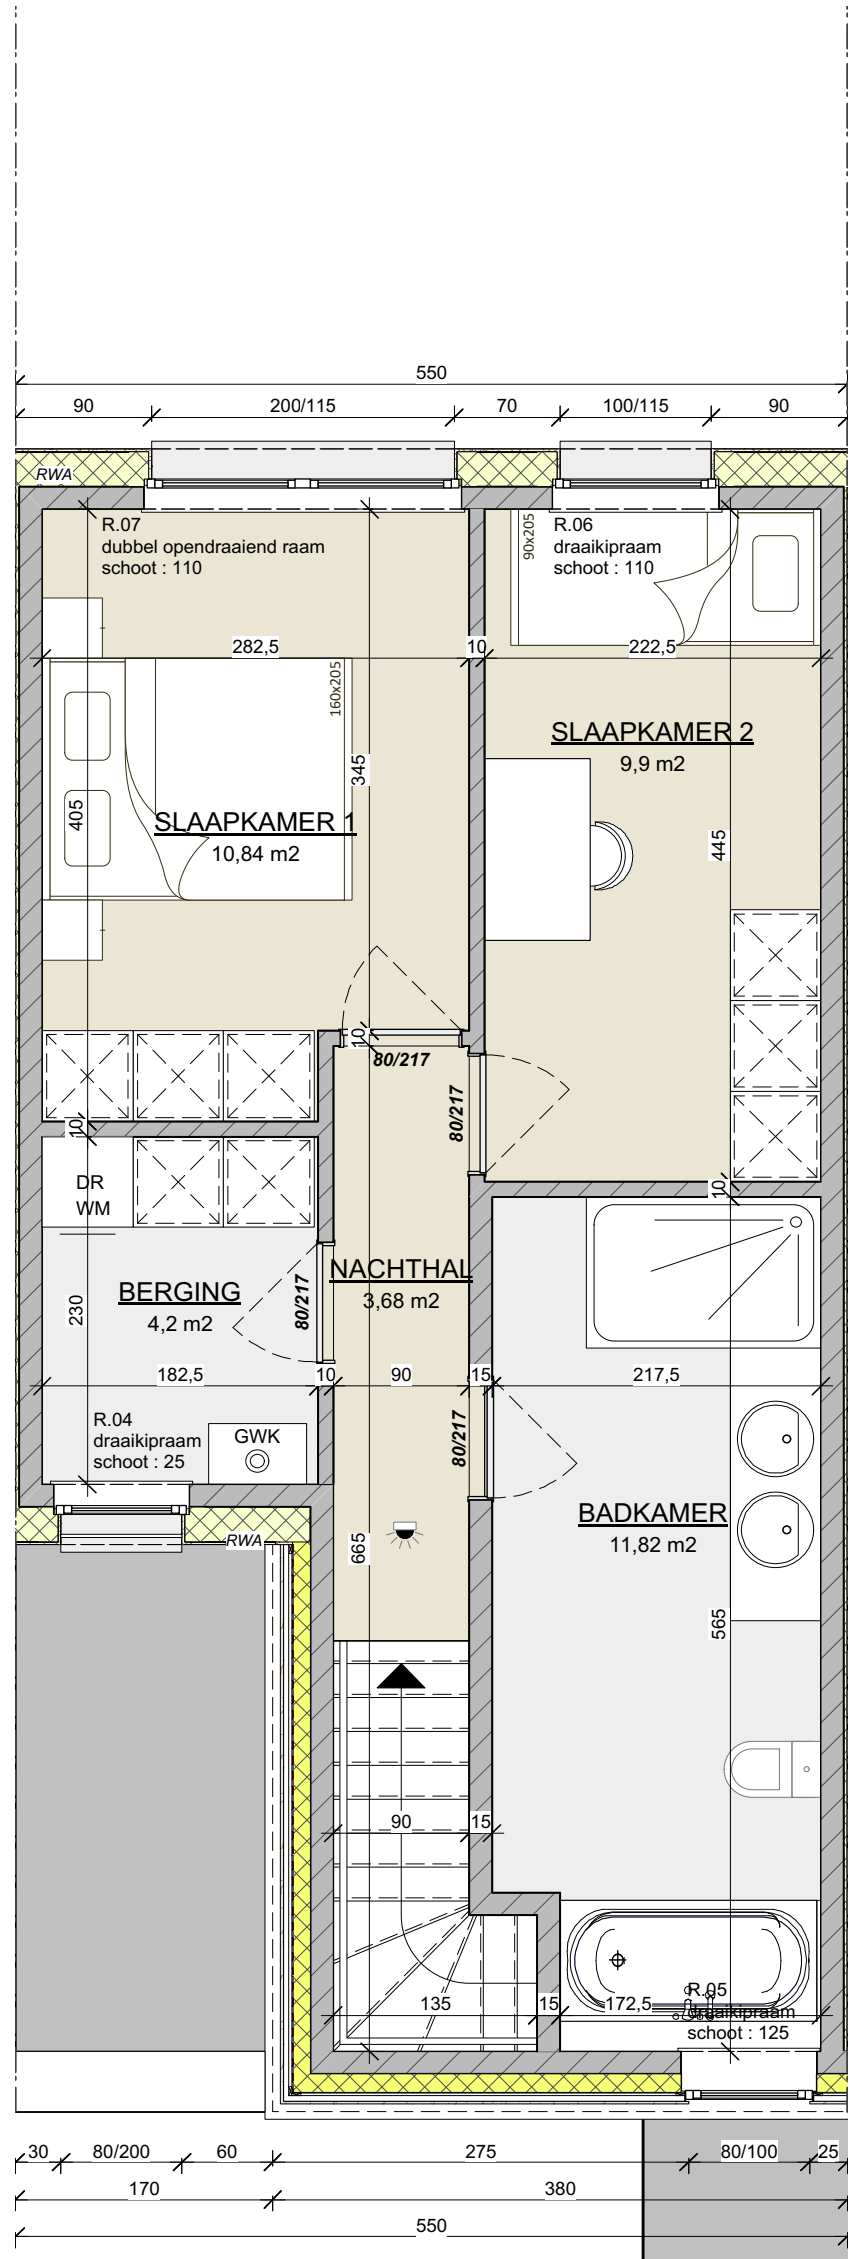 550
90
200/115
70
100/115
90
RWA
R.07
dubbel opendraaiend raam
schoot : 110
90x205
R.06
draaikipraam
schoot : 110
282,5
10
222,5
160x205
SLAAPKAMER 2
9,9 m2
345
405
SLAAPKAMER 1
10,84 m2
445
10
80/217
80/217
10
DR
WM
10
BERGING
4,2 m2
230
80/217
NACHTHAL
3,68 m2
182,5
10
90
15
217,5
R.04
draaikipraam
schoot : 25
GWK
80/217
BADKAMER
11,82 m2
RWA
665
565
90
15
R.05
draaikipraam
schoot : 125
135
15
172,5
30
80/200
60
275
80/100
25
170
380
550